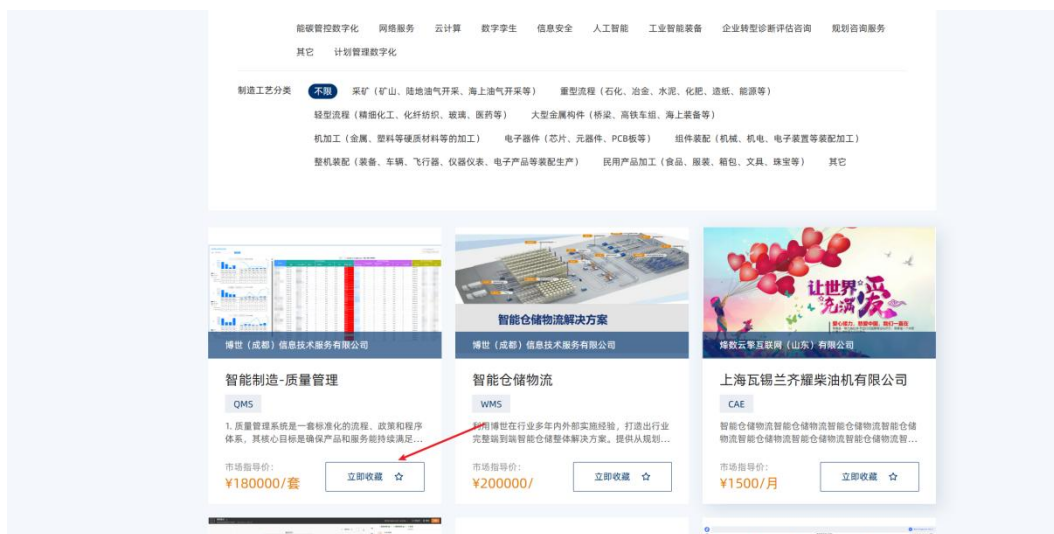 能碳管控数字化 网络服务 云计算 数字孪生 信息安全 人工智能 工业智能装备 企业转型诊断评估咨询 规划咨询服务
其它 计划管理数字化
制造工艺分类 不限 采矿（矿山、陆地油气开采、海上油气开采等） 重型流程（石化、冶金、水泥、化肥、造纸、能源等）
轻型流程（精细化工、化纤纺织、玻璃、医药等） 大型金属构件（桥梁、高铁车组、海上装备等）
机加工（金属、塑料等硬质材料等的加工） 电子器件（芯片、元器件、PCB板等） 组件装配（机械、机电、电子装置等装配加工）
整机装配（装备、车辆、飞行器、仪器仪表、电子产品等装配生产） 民用产品加工（食品、服装、箱包、文具、珠宝等） 其它
博世（成都）信息技术服务有限公司
智能制造-质量管理
QMS
1. 质量管理系统是一套标准化的流程、政策和程序
体系，其核心目标是确保产品和服务能持续满足...
市场指导价：
¥180000/套
立即收藏 ☆
智能仓储物流解决方案
博世（成都）信息技术服务有限公司
智能仓储物流
WMS
利用博世在行业多年内外部实施经验，打造出行业
完整端到端智能仓储整体解决方案。提供从规划...
市场指导价：
¥200000/
立即收藏 ☆
让世界
充满爱
烽数云擎互联网（山东）有限公司
上海瓦锡兰齐耀柴油机有限公司
CAE
智能仓储物流智能仓储物流智能仓储物流智能仓储
物流智能仓储物流智能仓储物流智能仓储物流智...
市场指导价：
¥1500/月
立即收藏 ☆